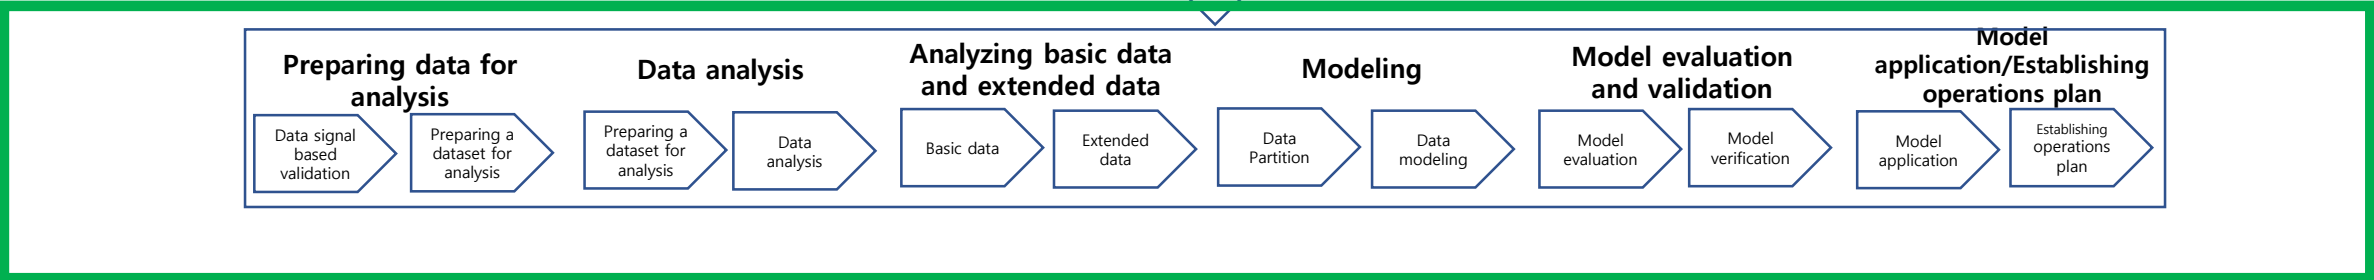 Preparing data for
analysis
Data signal
based
validation
Preparing a
dataset for
analysis
Data analysis
Preparing a
dataset for
analysis
Data
analysis
Analyzing basic data
and extended data
Basic data
Extended
data
Modeling
Data
Partition
Data
modeling
Model evaluation
and validation
Model
evaluation
Model
verification
Model
application/Establishing
operations plan
Model
application
Establishing
operations
plan